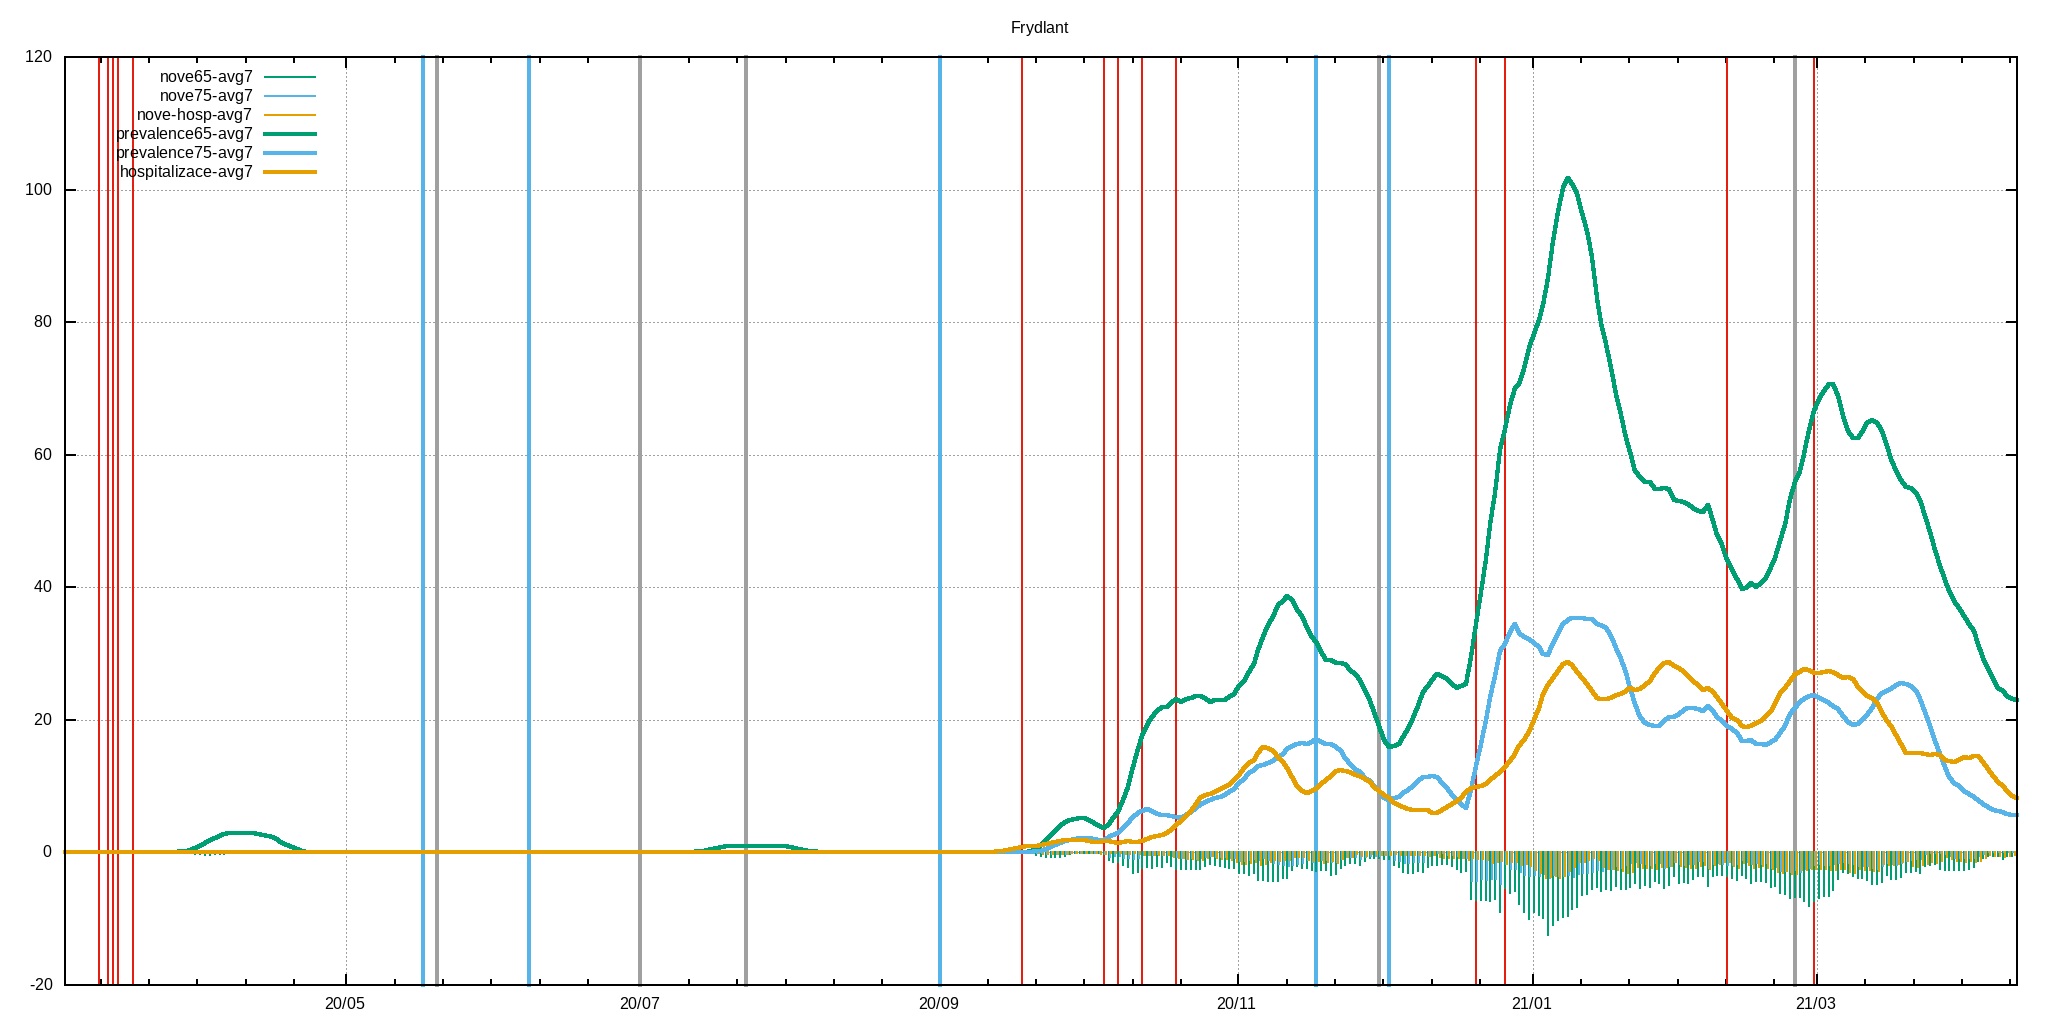 Frydlant
120
100
80
60
40
20
0
-20
nove65-avg7
nove75-avg7
nove-hosp-avg7
prevalence65-avg7
prevalence75-avg7
hospitalizace-avg7
20/05 20/07 20/09 20/11 21/01 21/03